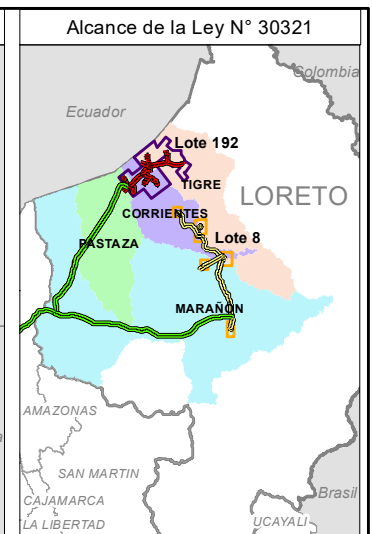 Alcance de la Ley N° 30321
Colombia
Ecuador
Lote 192
TIGRE
LORETO
CORRIENTES
Lote 8
PASTAZA
MARAÑÓN
AMAZONAS
SAN MARTIN
CAJAMARCA
Brasil
LA LIBERTAD
UCAYALI